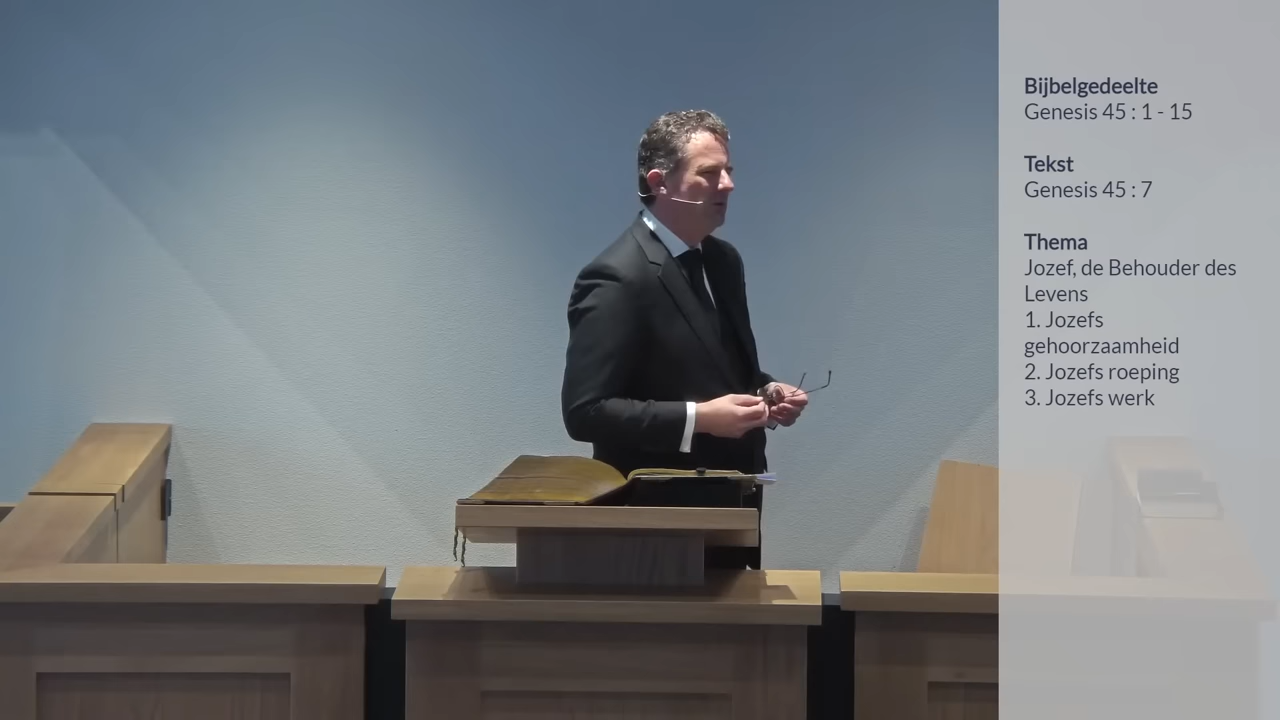 Bijbelgedeelte
Genesis 45 : 1 - 15
Tekst
Genesis 45 : 7
Thema
Jozef, de Behouder des
Levens
1. Jozefs
gehoorzaamheid
2. Jozefs roeping
3. Jozefs werk